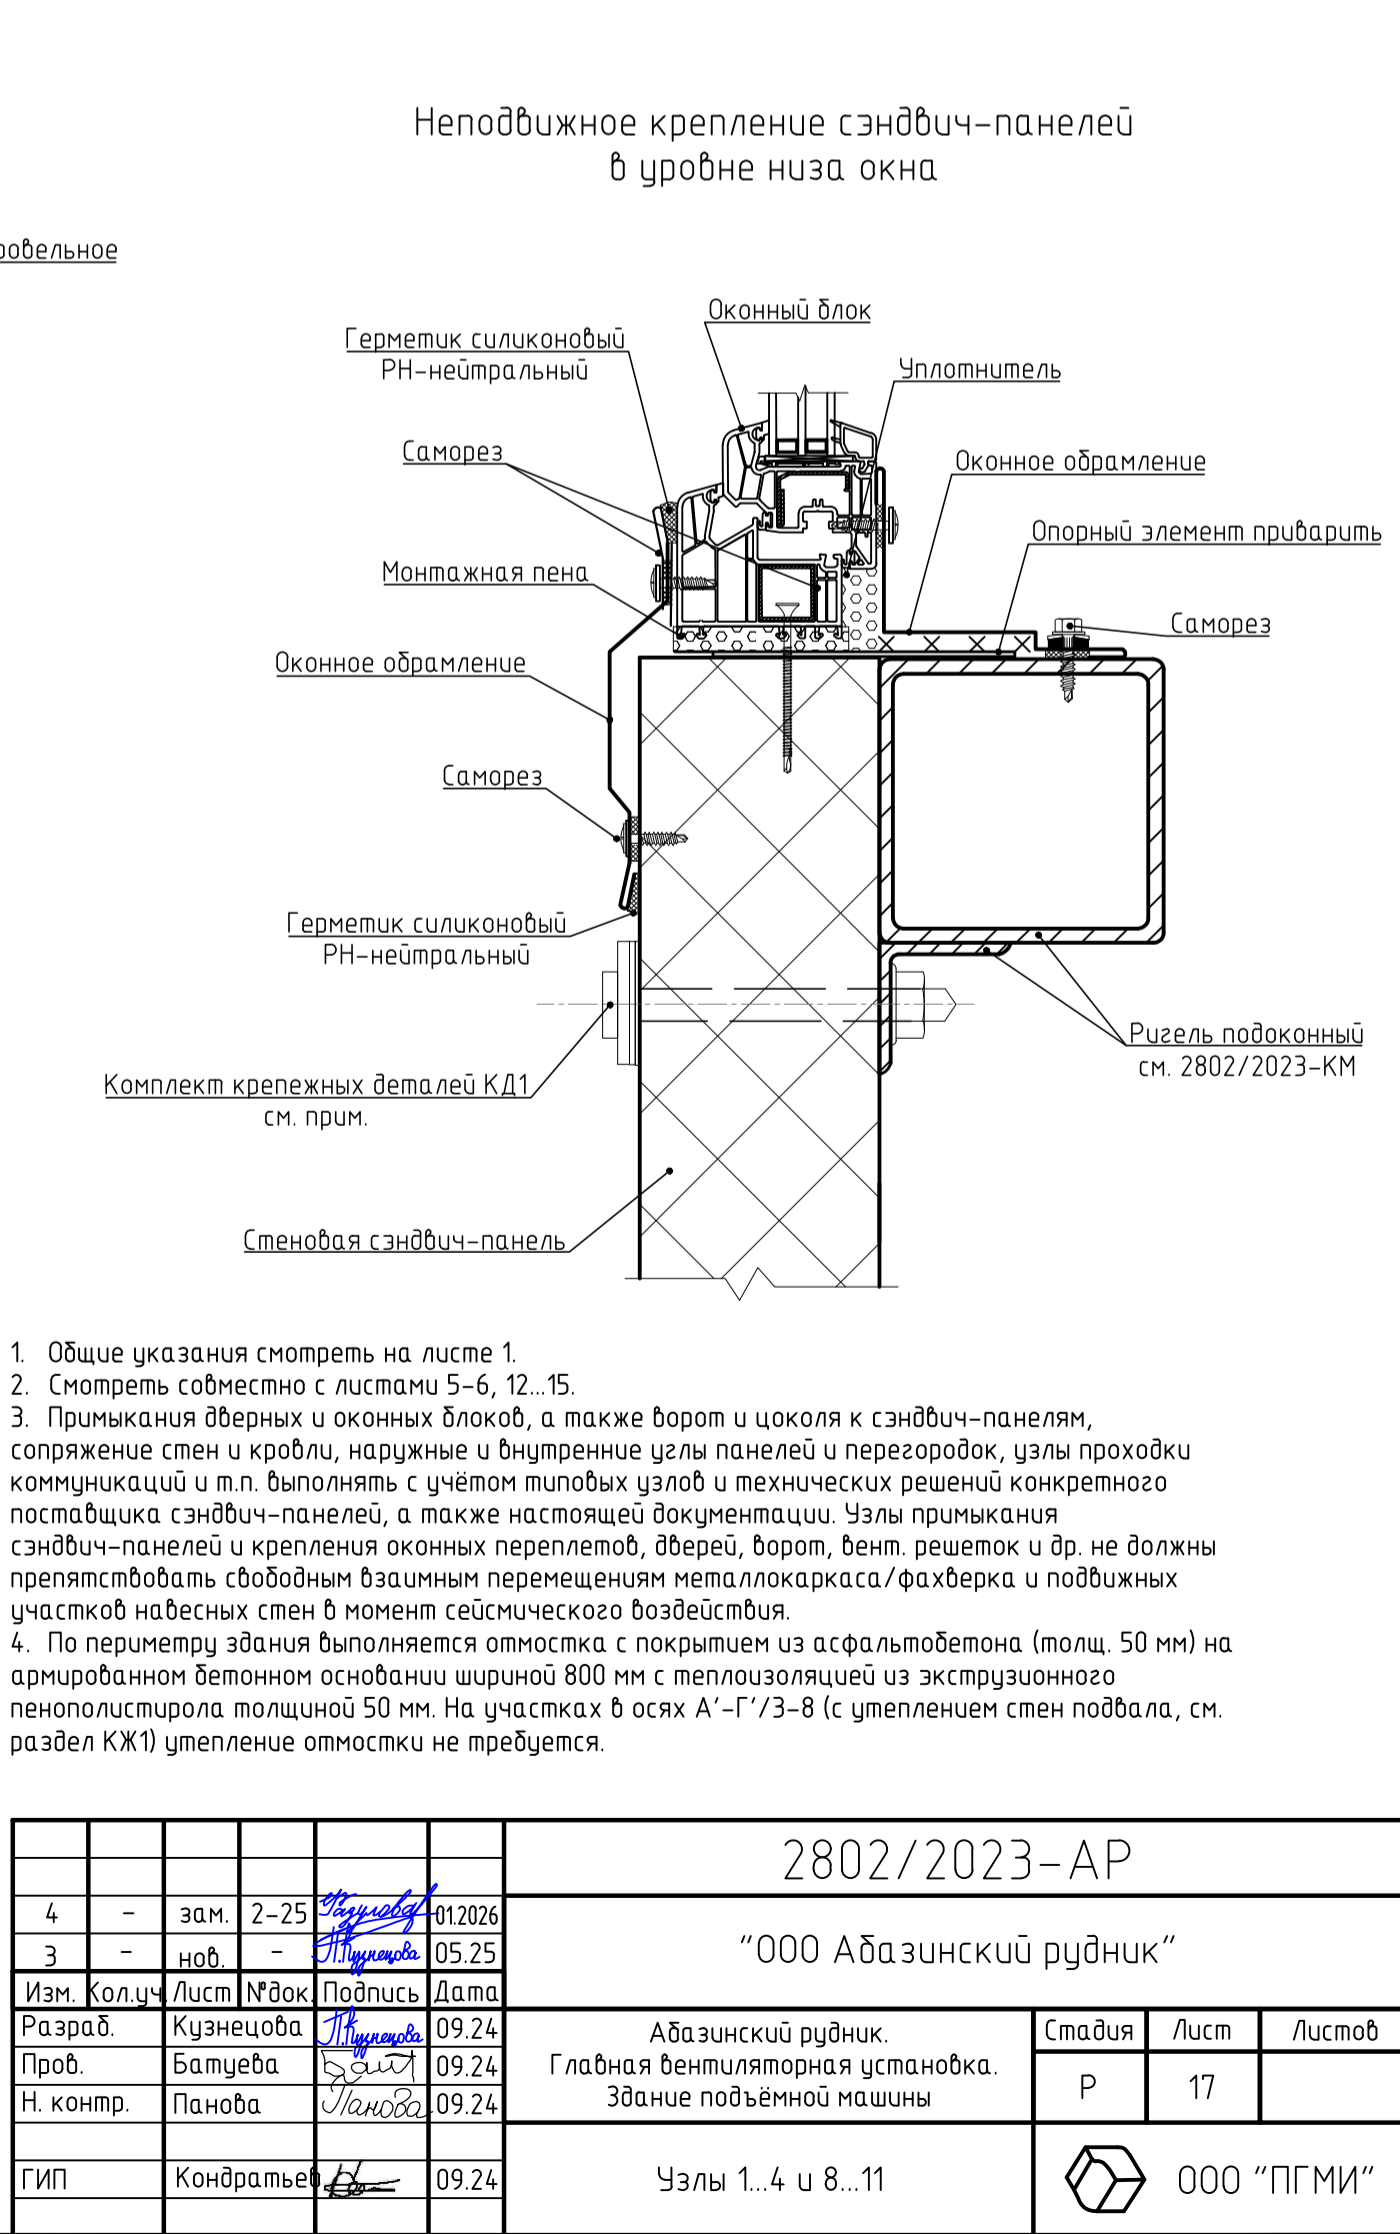 Неподвижное крепление сэндвич-панелей
в уровне низа окна
ровельное
Оконный блок
Герметик силиконовый
РН-нейтральный
Уплотнитель
Саморез
Оконное обрамление
Опорный элемент приварить
Монтажная пена
Саморез
Оконное обрамление
Саморез
Герметик силиконовый
РН-нейтральный
Ригель подоконный
см. 2802/2023-КМ
Комплект крепежных деталей КД1
см. прим.
Стеновая сэндвич-панель
1. Общие указания смотреть на листе 1.
2. Смотреть совместно с листами 5-6, 12...15.
3. Примыкания дверных и оконных блоков, а также ворот и цоколя к сэндвич-панелям,
сопряжение стен и кровли, наружные и внутренние углы панелей и перегородок, узлы проходки
коммуникаций и т.п. выполнять с учётом типовых узлов и технических решений конкретного
поставщика сэндвич-панелей, а также настоящей документации. Узлы примыкания
сэндвич-панелей и крепления оконных переплетов, дверей, ворот, вент. решеток и др. не должны
препятствовать свободным взаимным перемещениям металлокаркаса/фахверка и подвижных
участков навесных стен в момент сейсмического воздействия.
4. По периметру здания выполняется отмостка с покрытием из асфальтобетона (толщ. 50 мм) на
армированном бетонном основании шириной 800 мм с теплоизоляцией из экструзионного
пенополистирола толщиной 50 мм. На участках в осях А'-Г'/3-8 (с утеплением стен подвала, см.
раздел КЖ1) утепление отмостки не требуется.
2802/2023-АР
4 - зам. 2-25 01.2026
3 - нов. - П.Кузнецова 05.25
"ООО Абазинский рудник"
Изм. Кол.уч. Лист №док. Подпись Дата
Разраб. Кузнецова П.Кузнецова 09.24
Пров. Батуева Бат 09.24
Н. контр. Панова Панова 09.24
ГИП Кондратьев 09.24
Абазинский рудник.
Главная вентиляторная установка.
Здание подъёмной машины
Стадия Лист Листов
Р 17
Узлы 1...4 и 8...11
ООО "ПГМИ"